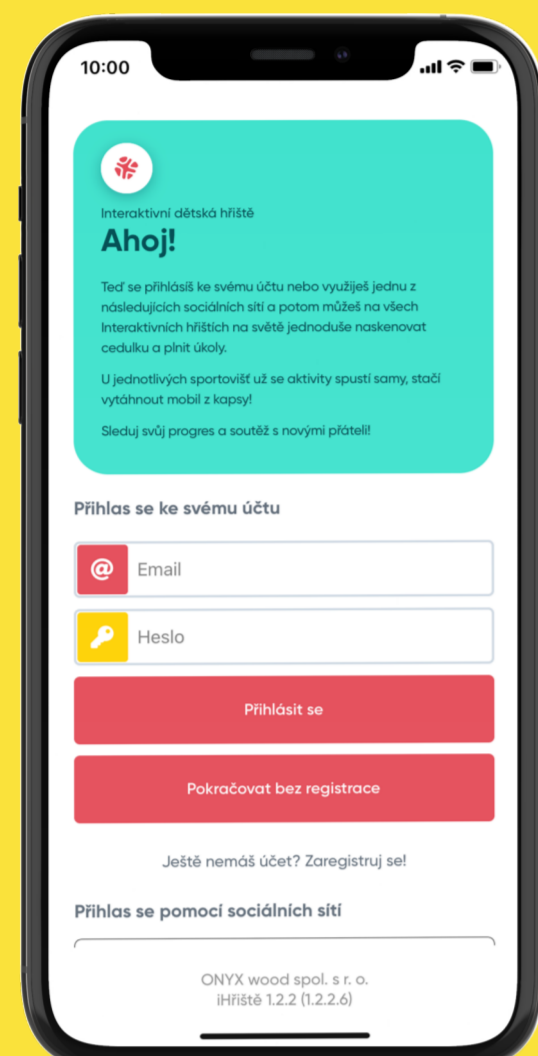 10:00
Interaktivní dětská hřiště
Ahoj!
Teď se přihlásíš ke svému účtu nebo využiješ jednu z
následujících sociálních sítí a potom můžeš na všech
Interaktivních hřištích na světě jednoduše naskenovat
cedulku a plnit úkoly.
U jednotlivých sportovišť už se aktivity spustí samy, stačí
vytáhnout mobil z kapsy!
Sleduj svůj progres a soutěž s novými přáteli!
Přihlas se ke svému účtu
@ Email
Heslo
Přihlásit se
Pokračovat bez registrace
Ještě nemáš účet? Zaregistruj se!
Přihlas se pomocí sociálních sítí
ONYX wood spol. s r. o.
iHřiště 1.2.2 (1.2.2.6)